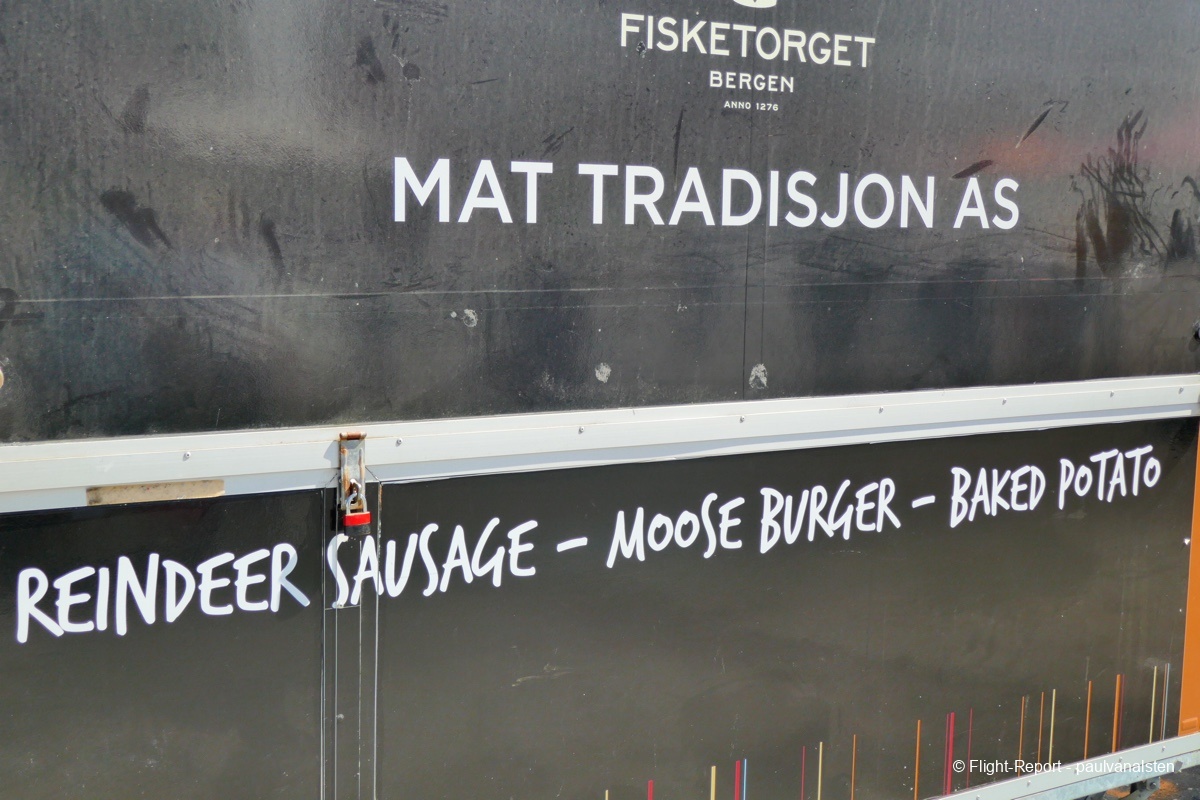 FISKETORGET
BERGEN
ANNO 1276
MAT TRADISJON AS
REINDEER SAUSAGE - MOOSE BURGER - BAKED POTATO
© Flight-Report - paulvanalsten